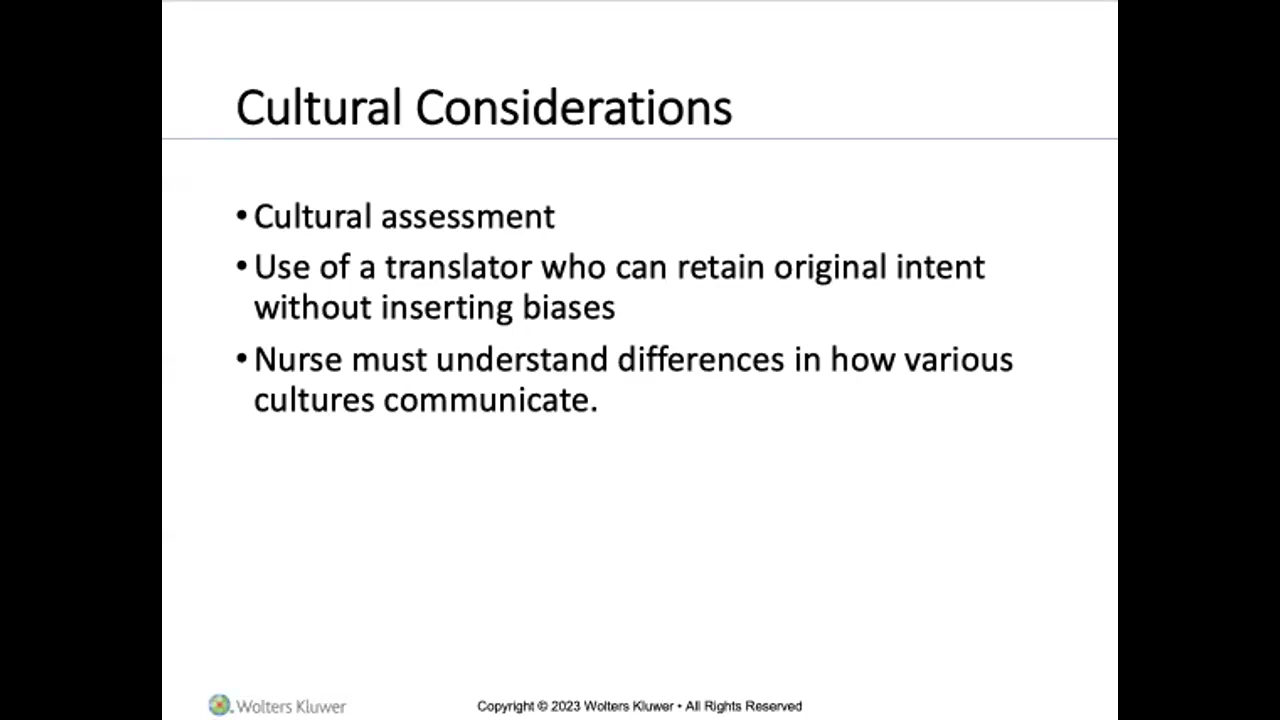 Cultural Considerations
• Cultural assessment
• Use of a translator who can retain original intent
without inserting biases
• Nurse must understand differences in how various
cultures communicate.
Wolters Kluwer
Copyright © 2023 Wolters Kluwer • All Rights Reserved